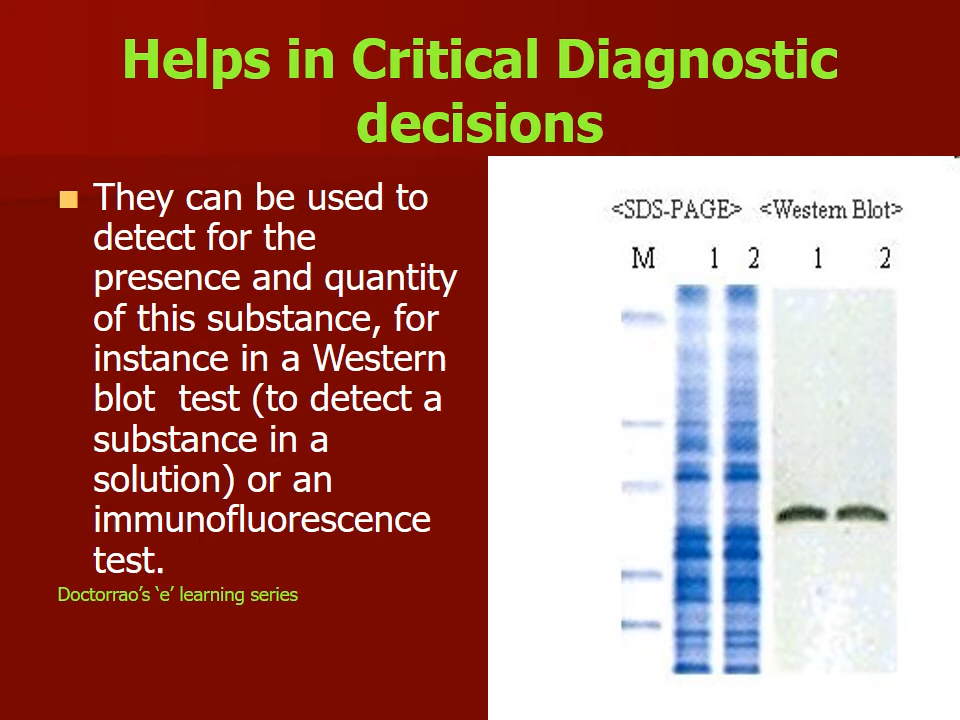 Helps in Critical Diagnostic
decisions
They can be used to
detect for the
presence and quantity
of this substance, for
instance in a Western
blot  test (to detect a
substance in a
solution) or an
immunofluorescence
test.
Doctorrao’s ‘e’ learning series
<SDS-PAGE> <Western Blot>
M 1 2 1 2